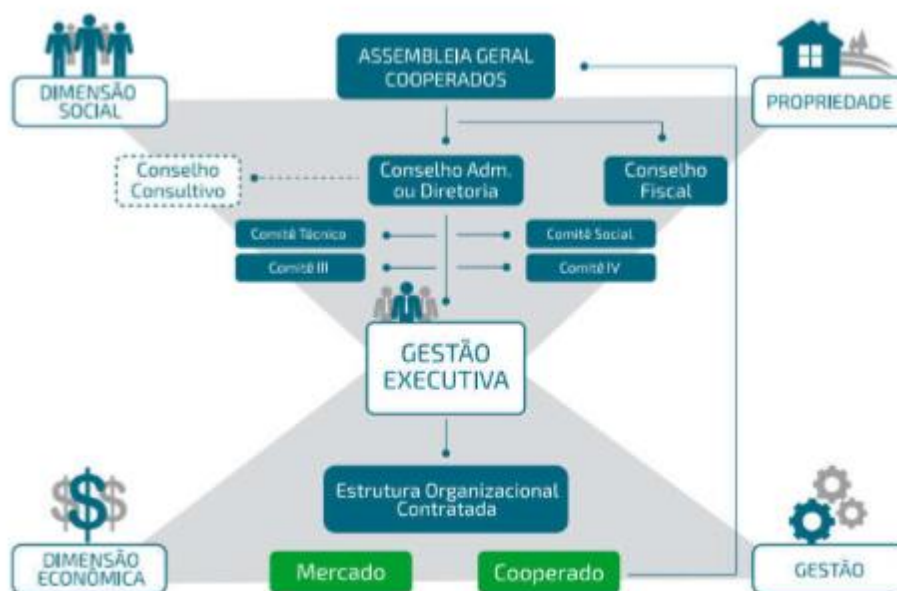 ASSEMBLEIA GERAL
COOPERADOS
DIMENSÃO
SOCIAL
PROPRIEDADE
Conselho
Consultivo
Conselho Adm.
ou Diretoria
Conselho
Fiscal
Comitê Técnico
Comitê Social
Comitê III
Comitê IV
GESTÃO
EXECUTIVA
Estrutura Organizacional
Contratada
DIMENSÃO
ECONÔMICA
Mercado
Cooperado
GESTÃO